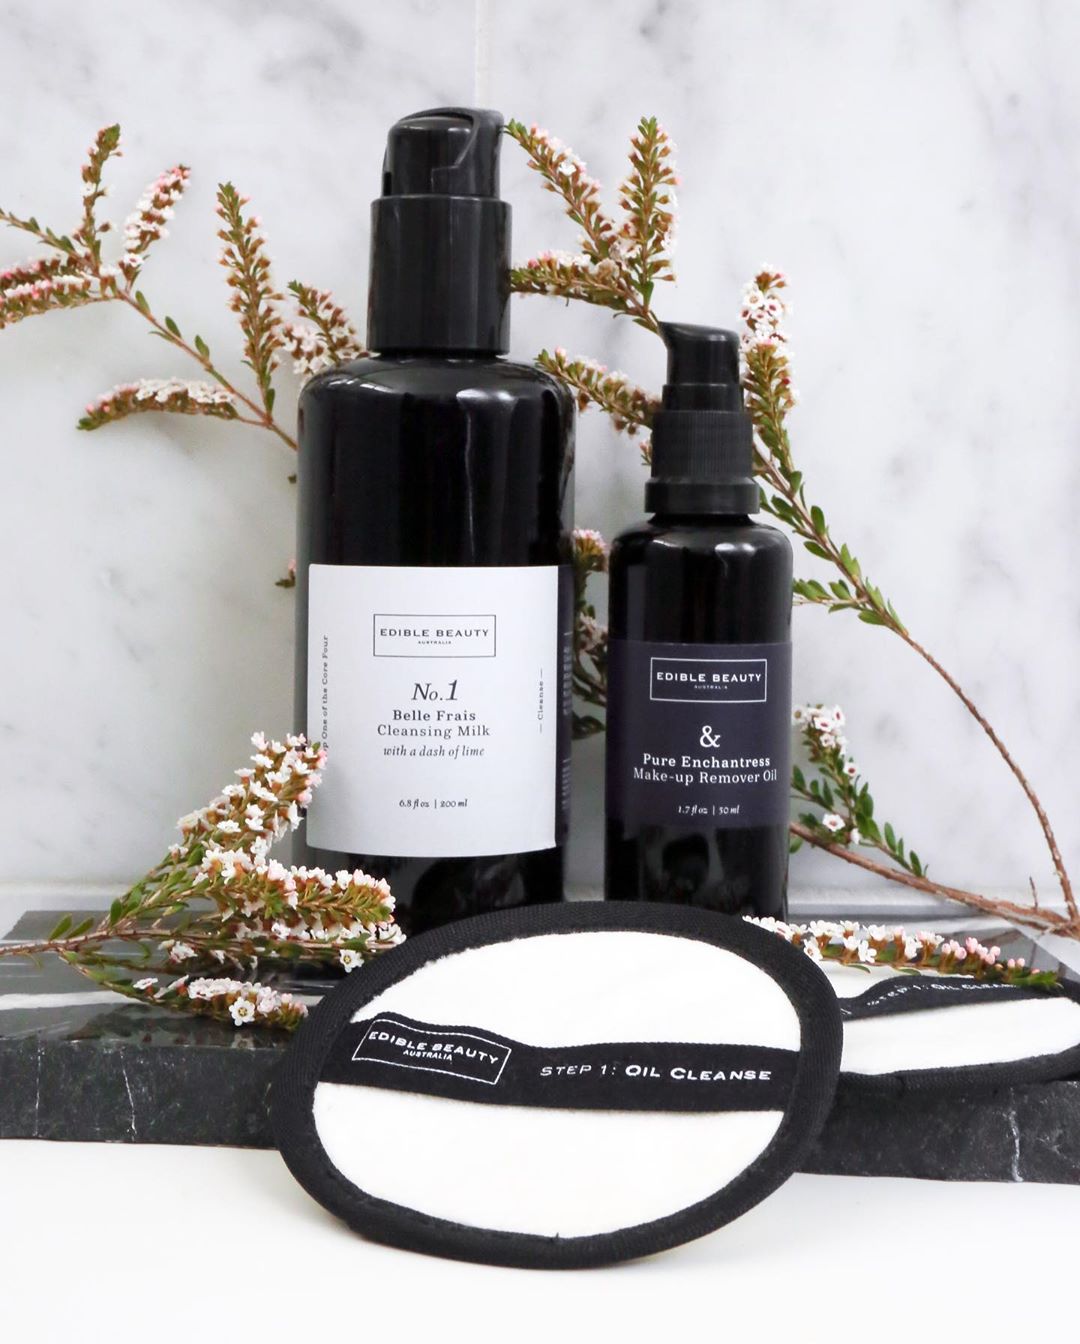 EDIBLE BEAUTY
AUSTRALIA
No.1
Belle Frais
Cleansing Milk
with a dash of lime
6.8 fl oz | 200 ml
One of the Core Four
— Cleanse —
EDIBLE BEAUTY
AUSTRALIA
&
Pure Enchantress
Make-up Remover Oil
1.7 fl oz | 50 ml
EDIBLE BEAUTY
AUSTRALIA
STEP 1: OIL CLEANSE
STEP 1: OIL CLEANS